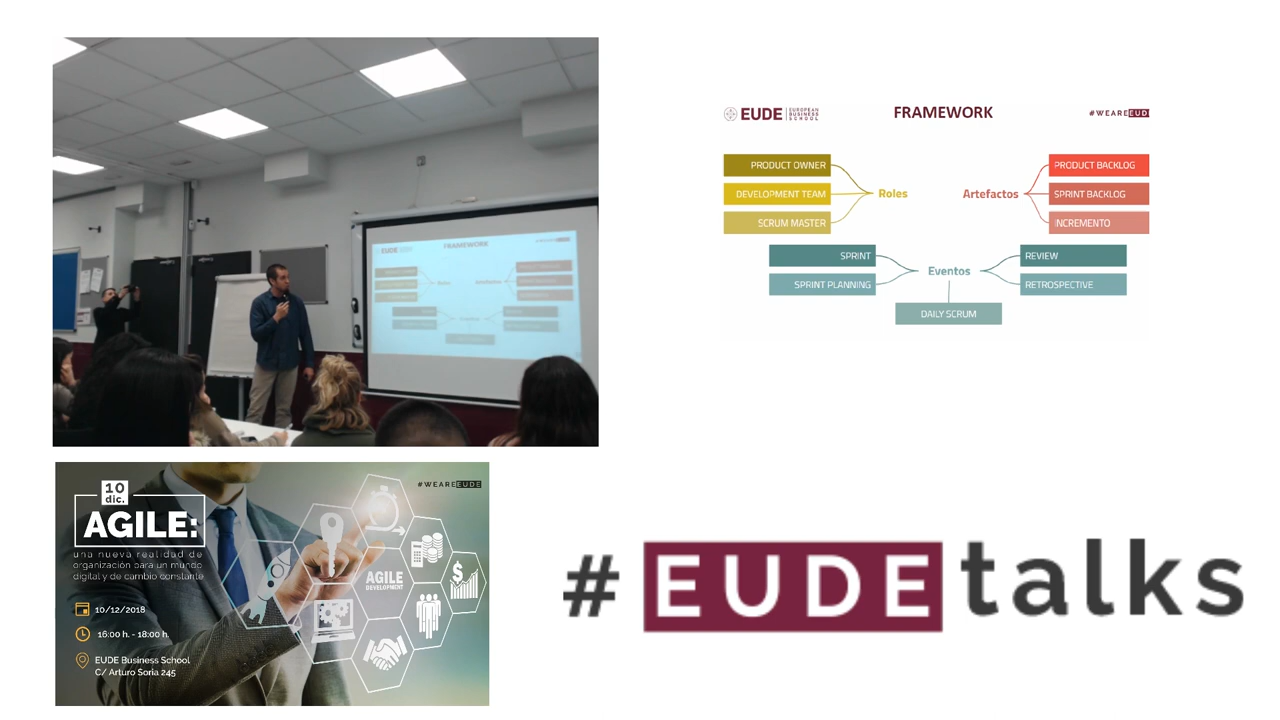 EUDE EUROPEAN BUSINESS SCHOOL
FRAMEWORK
#WEAREEUD
PRODUCT OWNER
DEVELOPMENT TEAM
SCRUM MASTER
Roles
Artefactos
PRODUCT BACKLOG
SPRINT BACKLOG
INCREMENTO
SPRINT
SPRINT PLANNING
Eventos
REVIEW
RETROSPECTIVE
DAILY SCRUM
EUDE
FRAMEWORK
10
dic.
AGILE:
una nueva realidad de
organización para un mundo
digital y de cambio constante
10/12/2018
16:00 h. - 18:00 h.
EUDE Business School
C/ Arturo Soria 245
#WEAREEUDE
AGILE
DEVELOPMENT
#EUDEtalks